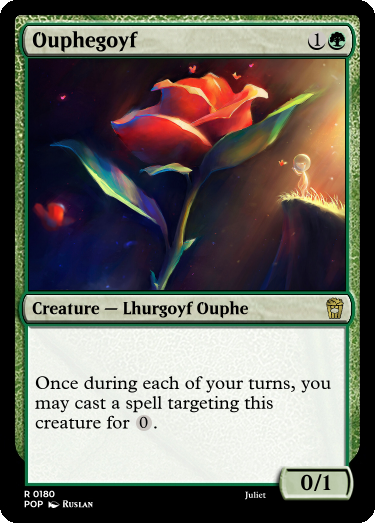 Ouphegoyf 1
Creature — Lhurgoyf Ouphe
Once during each of your turns, you
may cast a spell targeting this
creature for 0.
0/1
R 0180
POP Ruslan
Juliet